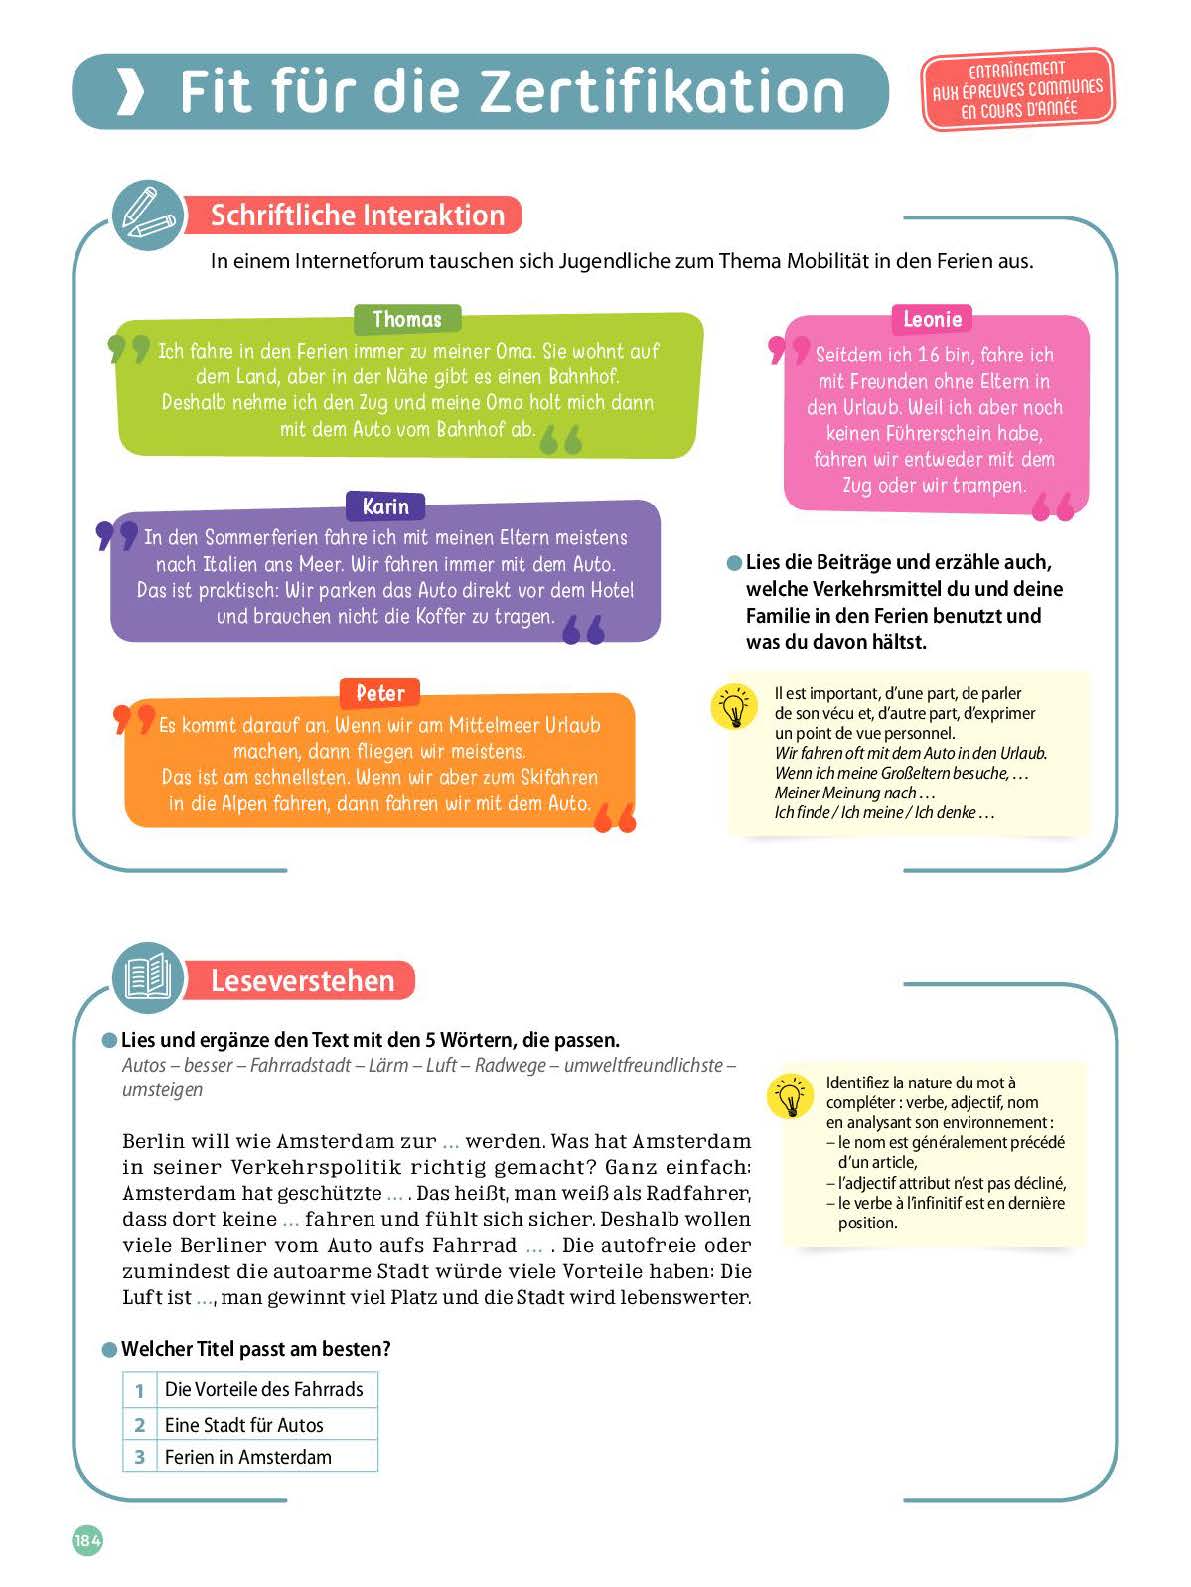 Fit für die Zertifikation
ENTRAÎNEMENT
AUX ÉPREUVES COMMUNES
EN COURS D'ANNÉE
Schriftliche Interaktion
In einem Internetforum tauschen sich Jugendliche zum Thema Mobilität in den Ferien aus.
Thomas
Ich fahre in den Ferien immer zu meiner Oma. Sie wohnt auf
dem Land, aber in der Nähe gibt es einen Bahnhof.
Deshalb nehme ich den Zug und meine Oma holt mich dann
mit dem Auto vom Bahnhof ab.
Leonie
Seitdem ich 16 bin, fahre ich
mit Freunden ohne Eltern in
den Urlaub. Weil ich aber noch
keinen Führerschein habe,
fahren wir entweder mit dem
Zug oder wir trampen.
Karin
In den Sommerferien fahre ich mit meinen Eltern meistens
nach Italien ans Meer. Wir fahren immer mit dem Auto.
Das ist praktisch: Wir parken das Auto direkt vor dem Hotel
und brauchen nicht die Koffer zu tragen.
Peter
Es kommt darauf an. Wenn wir am Mittelmeer Urlaub
machen, dann fliegen wir meistens.
Das ist am schnellsten. Wenn wir aber zum Skifahren
in die Alpen fahren, dann fahren wir mit dem Auto.
Lies die Beiträge und erzähle auch,
welche Verkehrsmittel du und deine
Familie in den Ferien benutzt und
was du davon hältst.
Il est important, d'une part, de parler
de son vécu et, d'autre part, d'exprimer
un point de vue personnel.
Wir fahren oft mit dem Auto in den Urlaub.
Wenn ich meine Großeltern besuche, …
Meiner Meinung nach …
Ich finde / Ich meine / Ich denke …
Leseverstehen
Lies und ergänze den Text mit den 5 Wörtern, die passen.
Autos – besser – Fahrradstadt – Lärm – Luft – Radwege – umweltfreundlichste –
umsteigen
Berlin will wie Amsterdam zur … werden. Was hat Amsterdam
in seiner Verkehrspolitik richtig gemacht? Ganz einfach:
Amsterdam hat geschützte … . Das heißt, man weiß als Radfahrer,
dass dort keine … fahren und fühlt sich sicher. Deshalb wollen
viele Berliner vom Auto aufs Fahrrad … . Die autofreie oder
zumindest die autoarme Stadt würde viele Vorteile haben: Die
Luft ist …, man gewinnt viel Platz und die Stadt wird lebenswerter.
Identifiez la nature du mot à
compléter : verbe, adjectif, nom
en analysant son environnement :
– le nom est généralement précédé
d'un article,
– l'adjectif attribut n'est pas décliné,
– le verbe à l'infinitif est en dernière
position.
Welcher Titel passt am besten?
1 Die Vorteile des Fahrrads
2 Eine Stadt für Autos
3 Ferien in Amsterdam
184